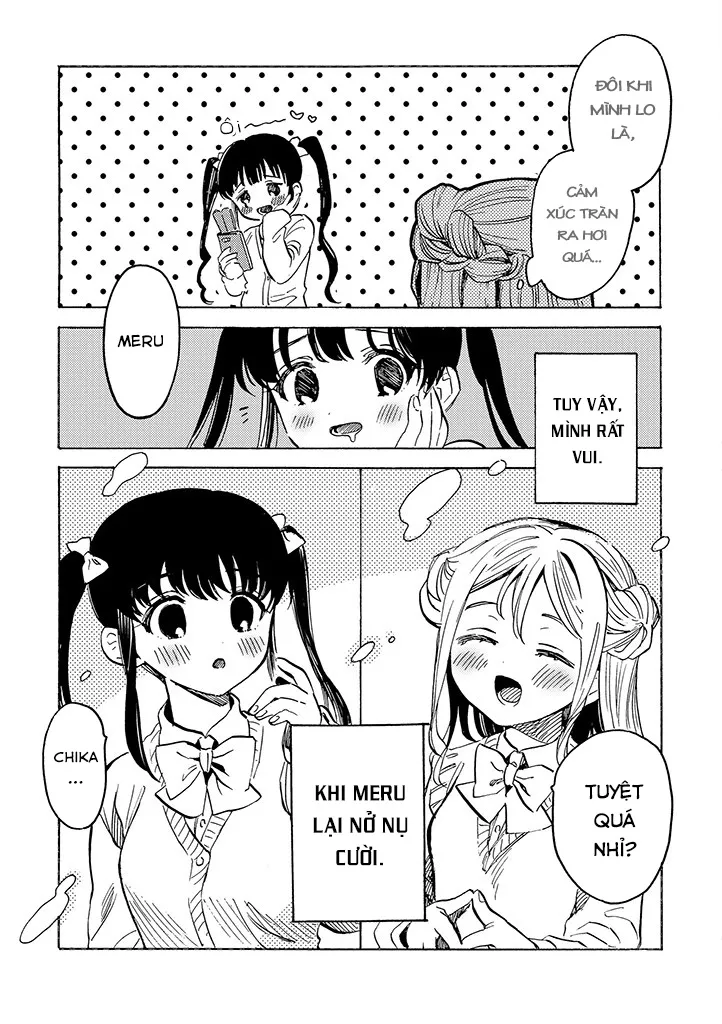 ĐÔI KHI
MÌNH LO
LÀ,
CẢM
XÚC TRÀN
RA HƠI
QUÁ...
Ôi
MERU
TUY VẬY,
MÌNH RẤT
VUI.
CHIKA
...
KHI MERU
LẠI NỞ NỤ
CƯỜI.
TUYỆT
QUÁ
NHỈ?